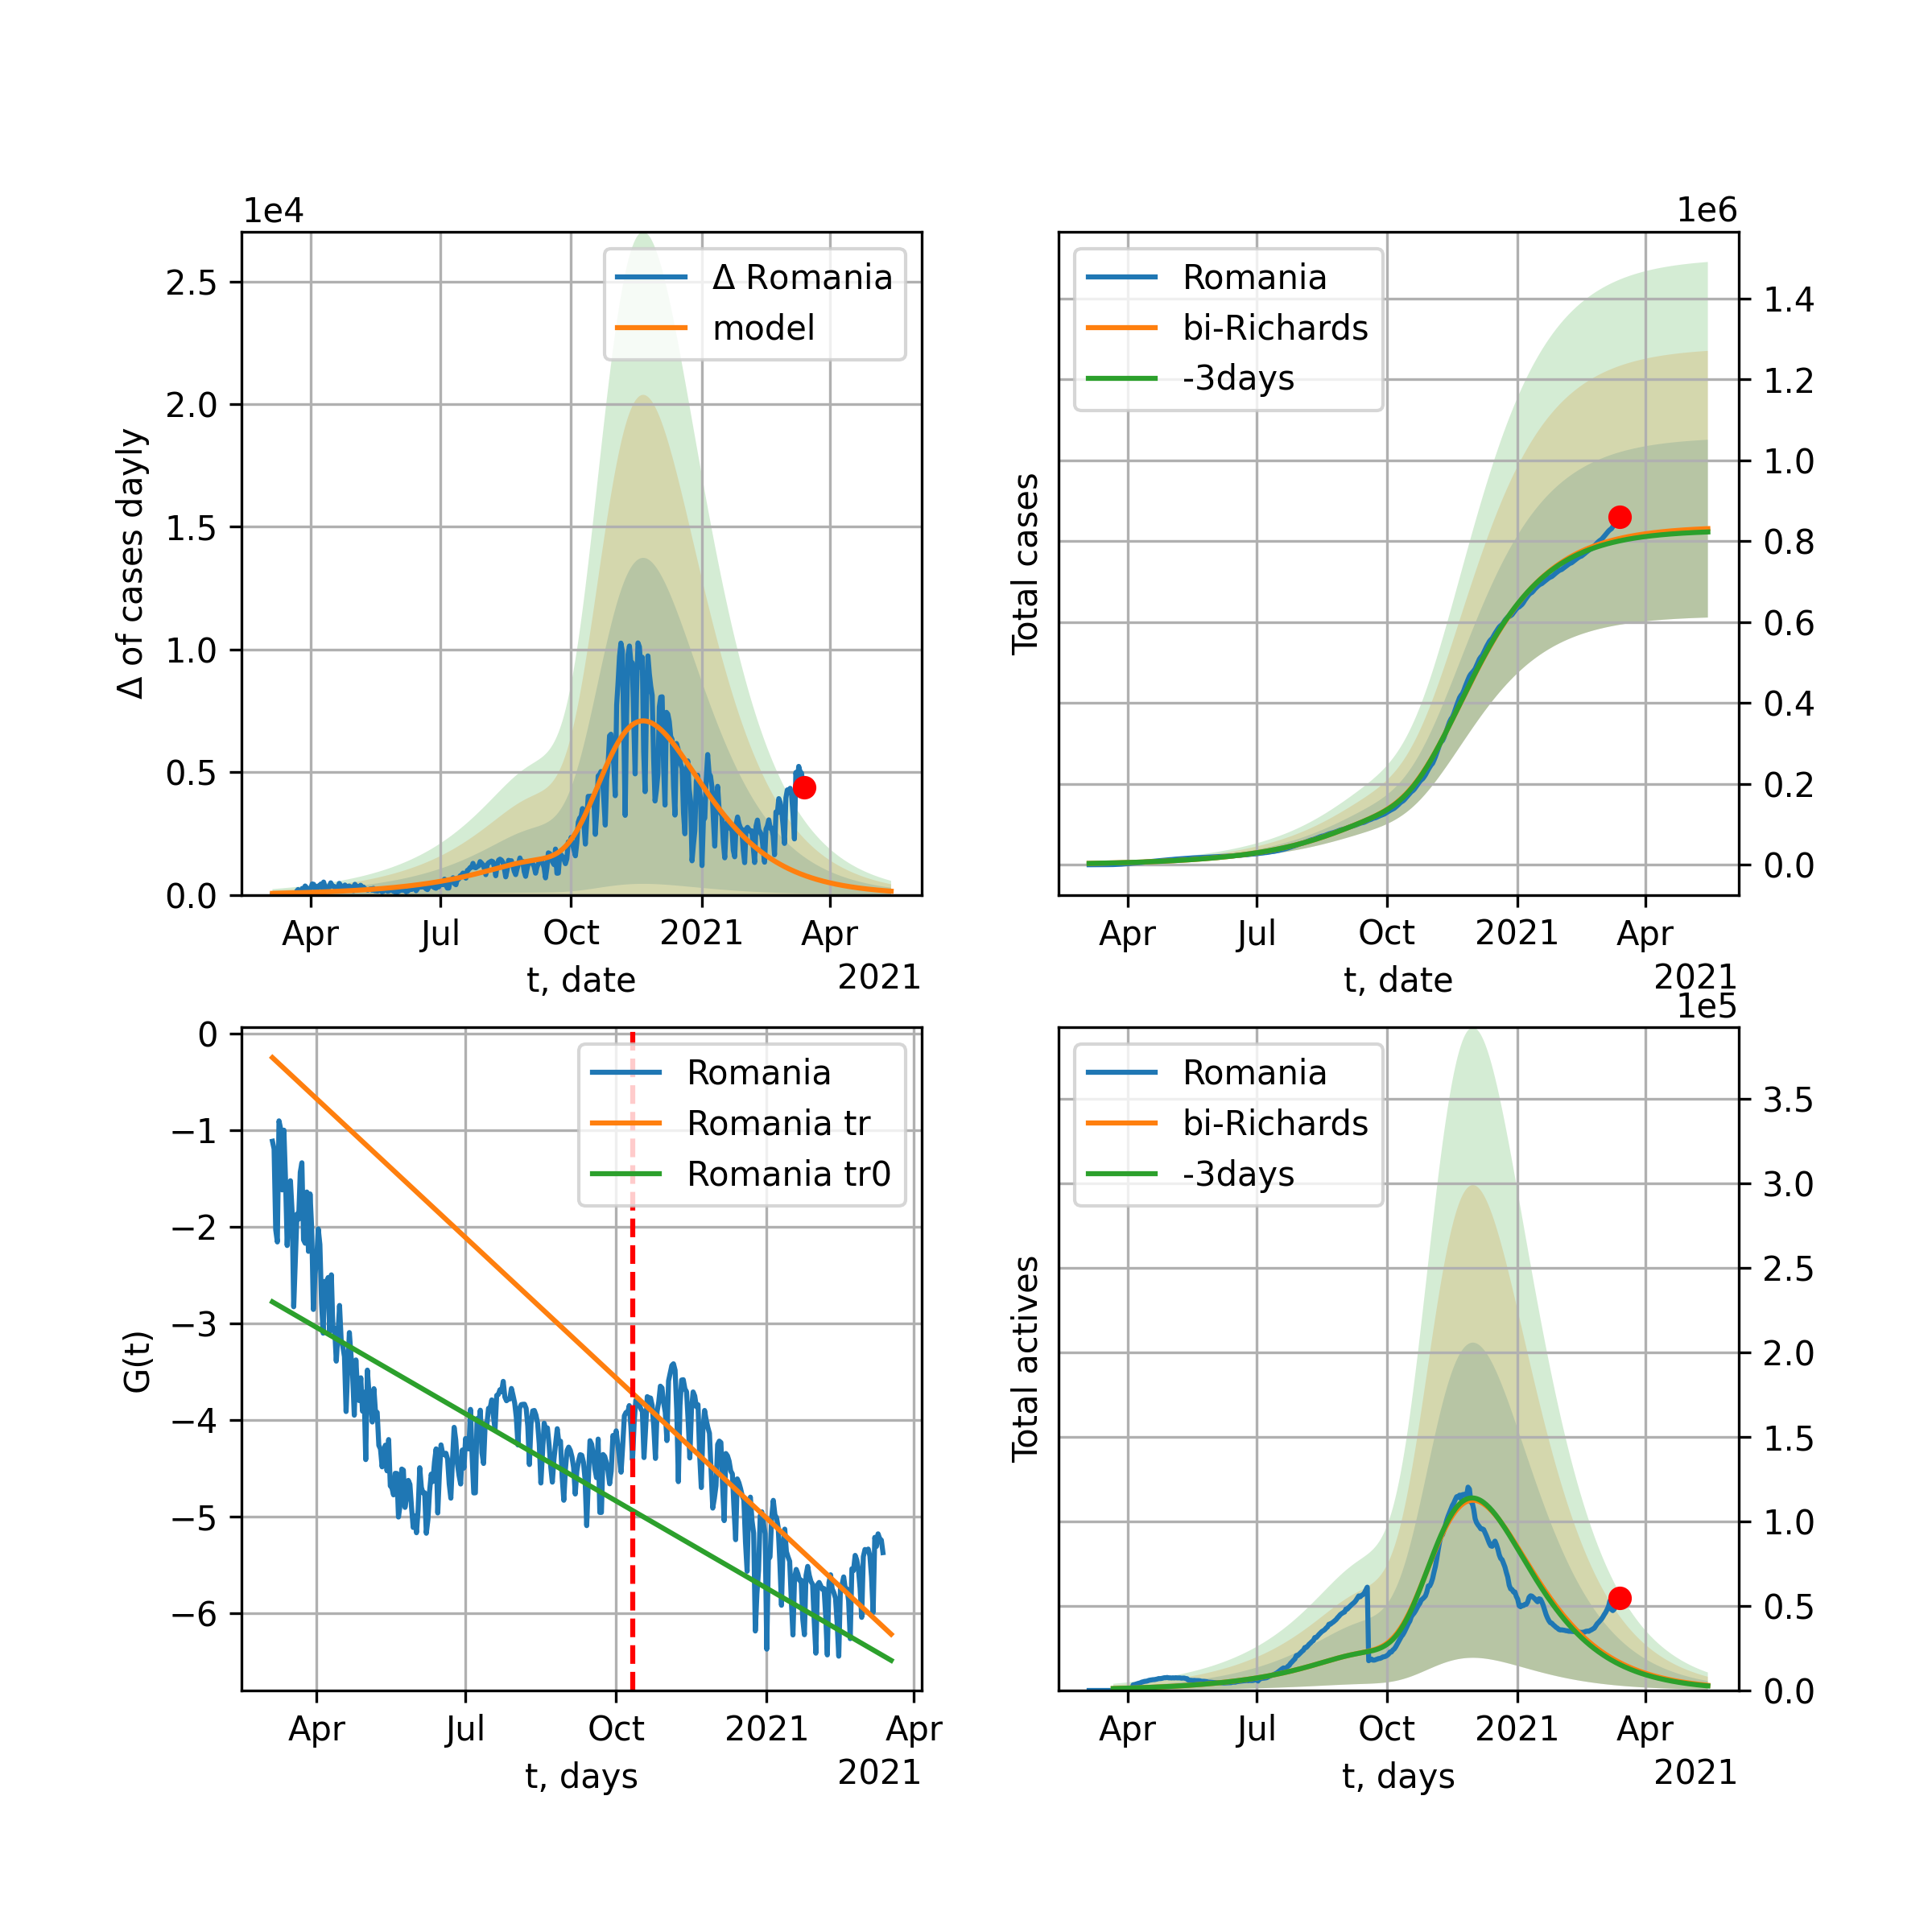 1e4
Δ of cases dayly
2.5
2.0
1.5
1.0
0.5
0.0
Δ Romania
model
Apr Jul Oct 2021 Apr
t, date
2021
1e6
Total cases
Romania
bi-Richards
-3days
1.4
1.2
1.0
0.8
0.6
0.4
0.2
0.0
Apr Jul Oct 2021 Apr
t, date
2021
G(t)
0
−1
−2
−3
−4
−5
−6
Romania
Romania tr
Romania tr0
Apr Jul Oct 2021 Apr
t, days
2021
1e5
Total actives
Romania
bi-Richards
-3days
3.5
3.0
2.5
2.0
1.5
1.0
0.5
0.0
Apr Jul Oct 2021 Apr
t, days
2021